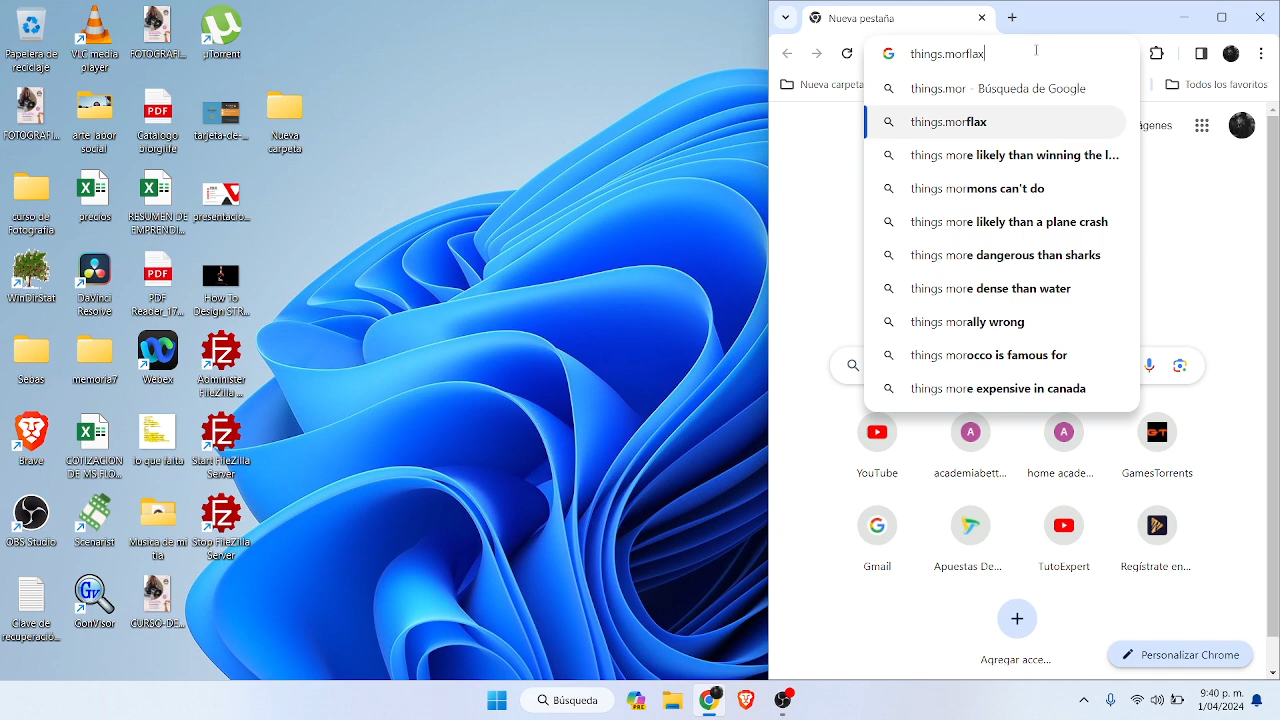 Papelera de
reciclaje
VLC media
player
FOTOGRAFI...
µTorrent
FOTOGRAFI...
arte labor
social
Catalogo
biorglife
tarjeta-de-...
Nueva
carpeta
curso de
Fotografia
precios
RESUMEN DE
EMPRENDI...
presentacio...
WinDirStat
DaVinci
Resolve
PDF
Reader_17...
How To
Design STR...
Sebas
memoria7
Webex
Administer
FileZilla ...
Brave
COTIZACION
DE MS FLO...
lo que falta
Start FileZilla
Server
OBS Studio
Scenarist
Musica de mi
tia
Stop FileZilla
Server
Clave de
recuperació...
GonVisor
CURSO-DE...
Nueva pestaña
things.morflax
Nueva carpeta
Todos los favoritos
things.mor - Búsqueda de Google
things.morflax
ágenes
things more likely than winning the l...
things mormons can't do
things more likely than a plane crash
things more dangerous than sharks
things more dense than water
things morally wrong
things morocco is famous for
things more expensive in canada
YouTube
academiabett...
home acade...
GamesTorrents
Gmail
Apuestas De...
TutoExpert
Regístrate en...
Agregar acce...
Personalizar Chrome
Búsqueda
10:40 p. m.
1/04/2024